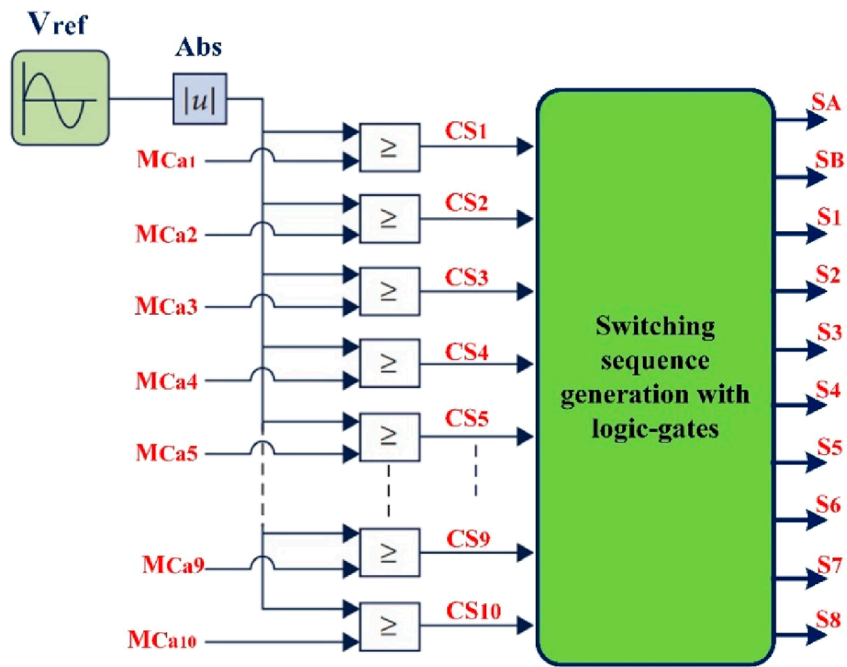 Vref
Abs
|u|
MCa1
≥
CS1
MCa2
≥
CS2
MCa3
≥
CS3
MCa4
≥
CS4
MCa5
≥
CS5
MCa9
≥
CS9
MCa10
≥
CS10
Switching
sequence
generation with
logic-gates
SA
SB
S1
S2
S3
S4
S5
S6
S7
S8